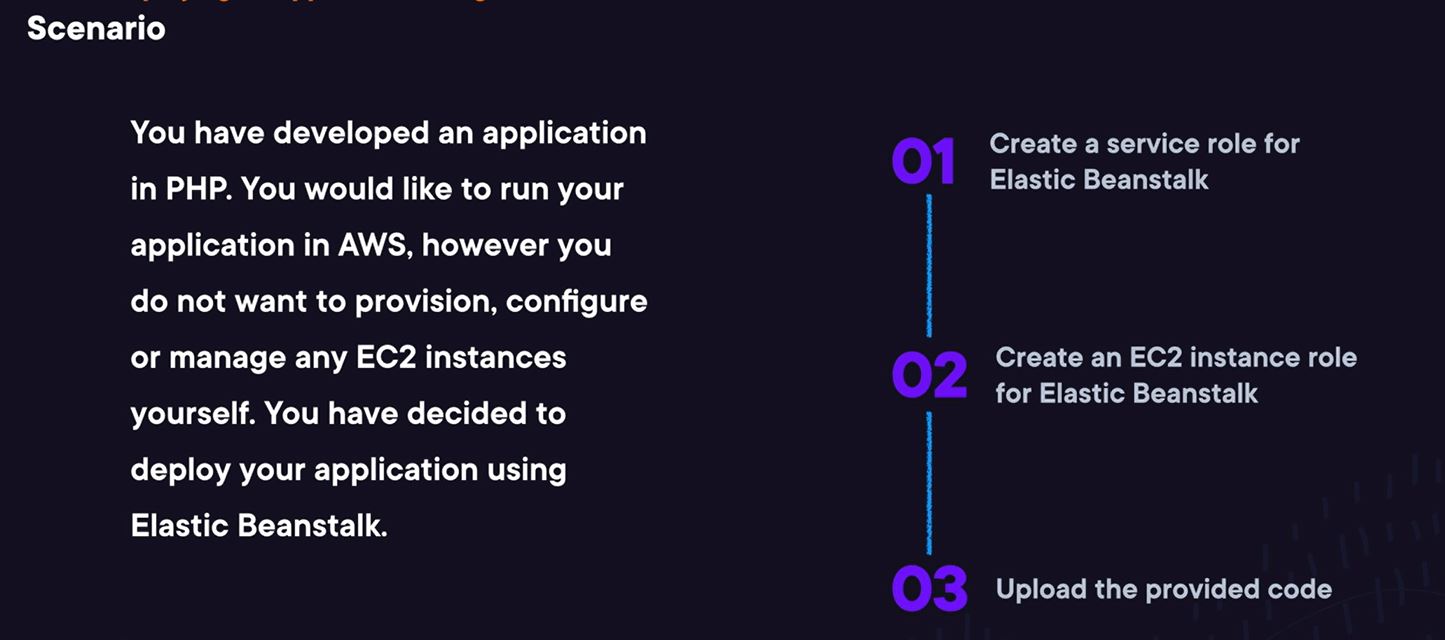 Scenario
You have developed an application
in PHP. You would like to run your
application in AWS, however you
do not want to provision, configure
or manage any EC2 instances
yourself. You have decided to
deploy your application using
Elastic Beanstalk.
01
Create a service role for
Elastic Beanstalk
02
Create an EC2 instance role
for Elastic Beanstalk
03
Upload the provided code